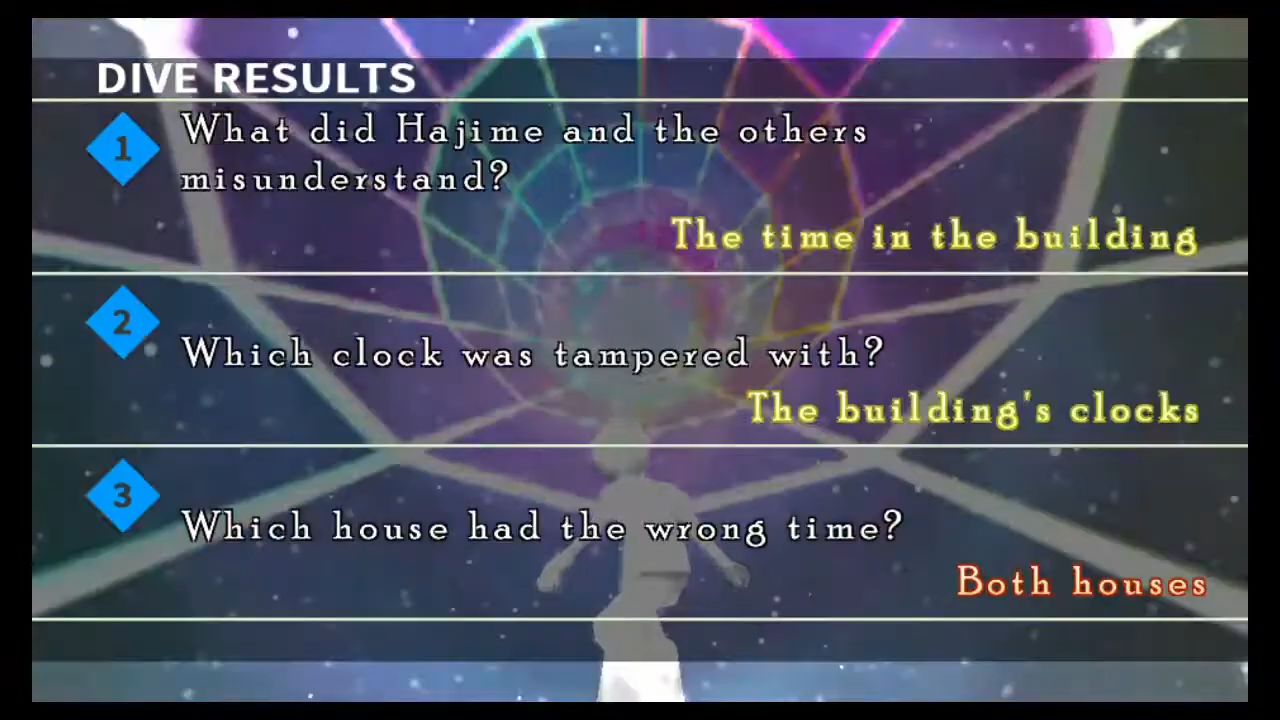 DIVE RESULTS
1
What did Hajime and the others
misunderstand?
The time in the building
2
Which clock was tampered with?
The building's clocks
3
Which house had the wrong time?
Both houses